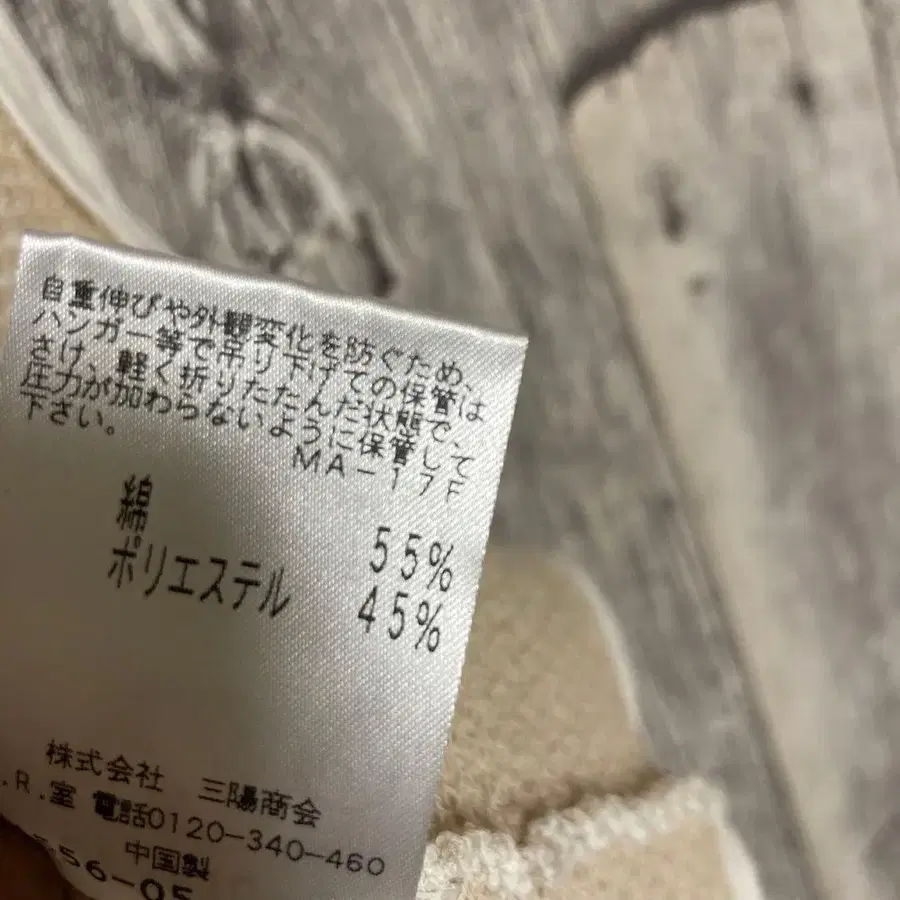 自重伸びや外観変化を防ぐため、
ハンガー等で吊り下げての保管は
さけ、軽く折りたたんだ状態で、
圧力が加わらないように保管して
下さい。
MA-17F
綿 55%
ポリエステル 45%
株式会社 三陽商会
.R.室 電話0120-340-460
中国製
56-05